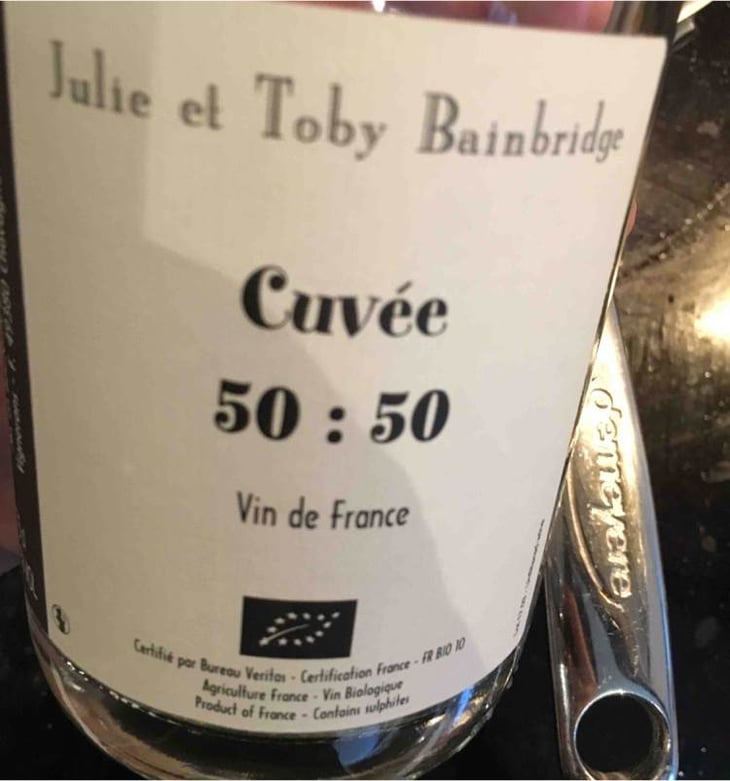 Julie et Toby Bainbridge
Cuvée
50 : 50
Vin de France
Certifié par Bureau Veritas - Certification France - FR BIO 10
Agriculture France - Vin Biologique
Product of France - Contains sulphites
demeyere